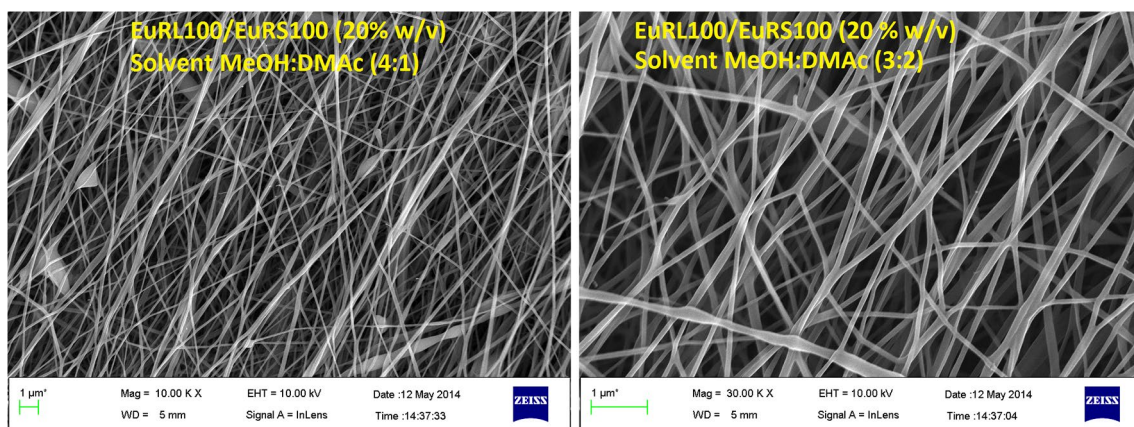 EuRL100/EuRS100 (20% w/v)
Solvent MeOH:DMAc (4:1)
1 µm*
Mag = 10.00 K X
EHT = 10.00 kV
Date :12 May 2014
WD = 5 mm
Signal A = InLens
Time :14:37:33
ZEISS
EuRL100/EuRS100 (20 % w/v)
Solvent MeOH:DMAc (3:2)
1 µm*
Mag = 30.00 K X
EHT = 10.00 kV
Date :12 May 2014
WD = 5 mm
Signal A = InLens
Time :14:37:04
ZEISS